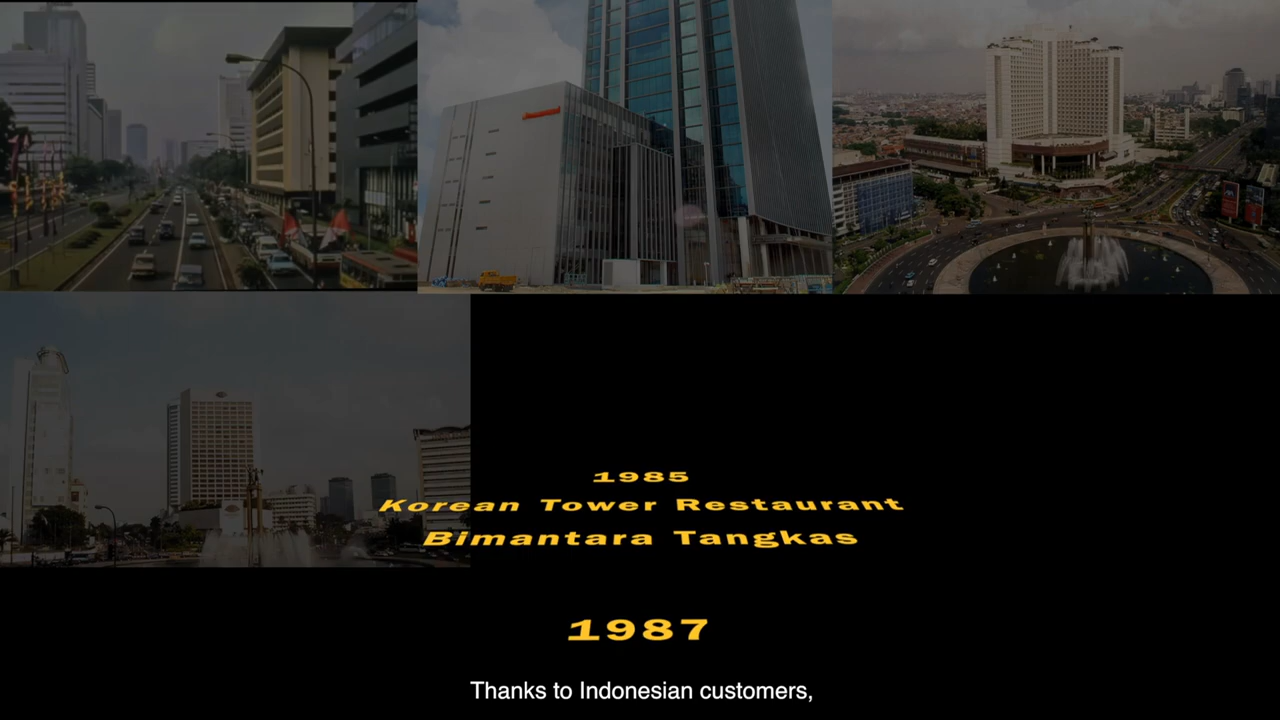 1985
Korean Tower Restaurant
Bimantara Tangkas
1987
Thanks to Indonesian customers,